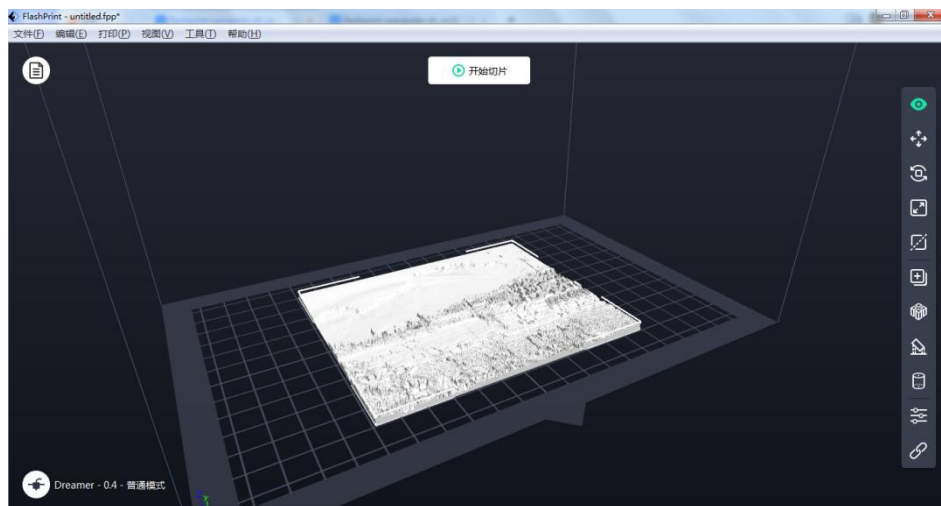 FlashPrint - untitled.fpp*
文件(F) 编辑(E) 打印(P) 视图(V) 工具(T) 帮助(H)
开始切片
Dreamer - 0.4 - 普通模式